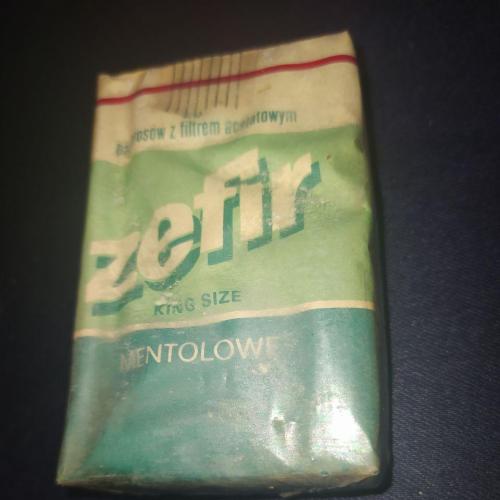 z filtrem
zefir
KING SIZE
MENTOLOWE